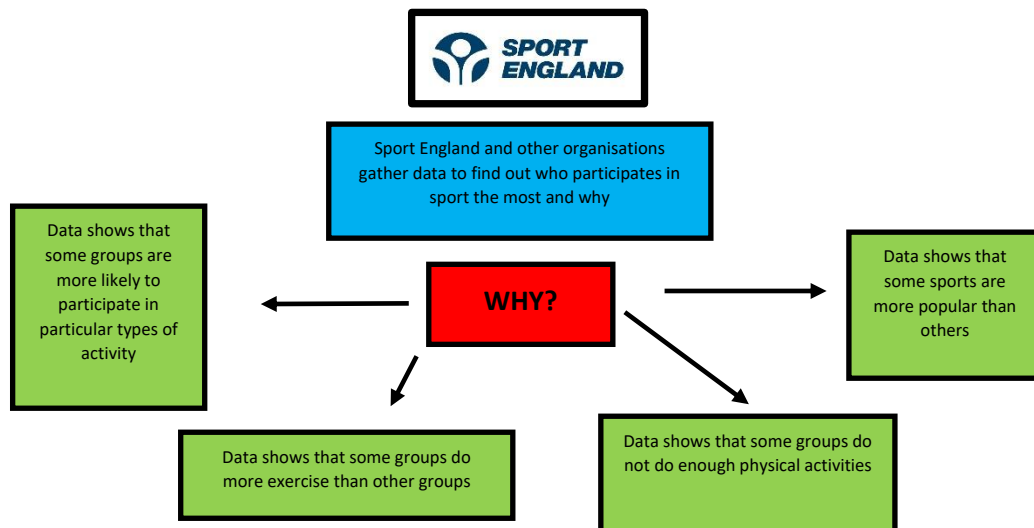 SPORT
ENGLAND
Sport England and other organisations
gather data to find out who participates in
sport the most and why
Data shows that
some groups are
more likely to
participate in
particular types of
activity
WHY?
Data shows that
some sports are
more popular than
others
Data shows that some groups do
more exercise than other groups
Data shows that some groups do
not do enough physical activities